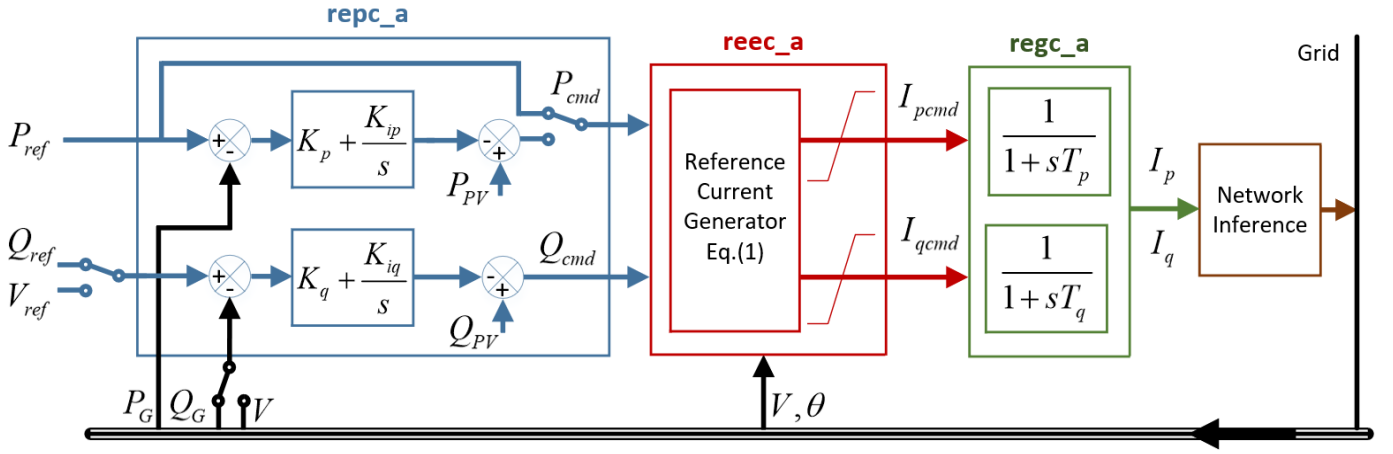 repc_a
reec_a
regc_a
Grid
P_ref
+
-
K_p + K_ip / s
-
+
P_PV
P_cmd
Q_ref
V_ref
+
-
K_q + K_iq / s
-
+
Q_PV
Q_cmd
Reference
Current
Generator
Eq.(1)
I_pcmd
I_qcmd
1 / 1 + sT_p
1 / 1 + sT_q
I_p
I_q
Network
Inference
P_G
Q_G
V
V, θ